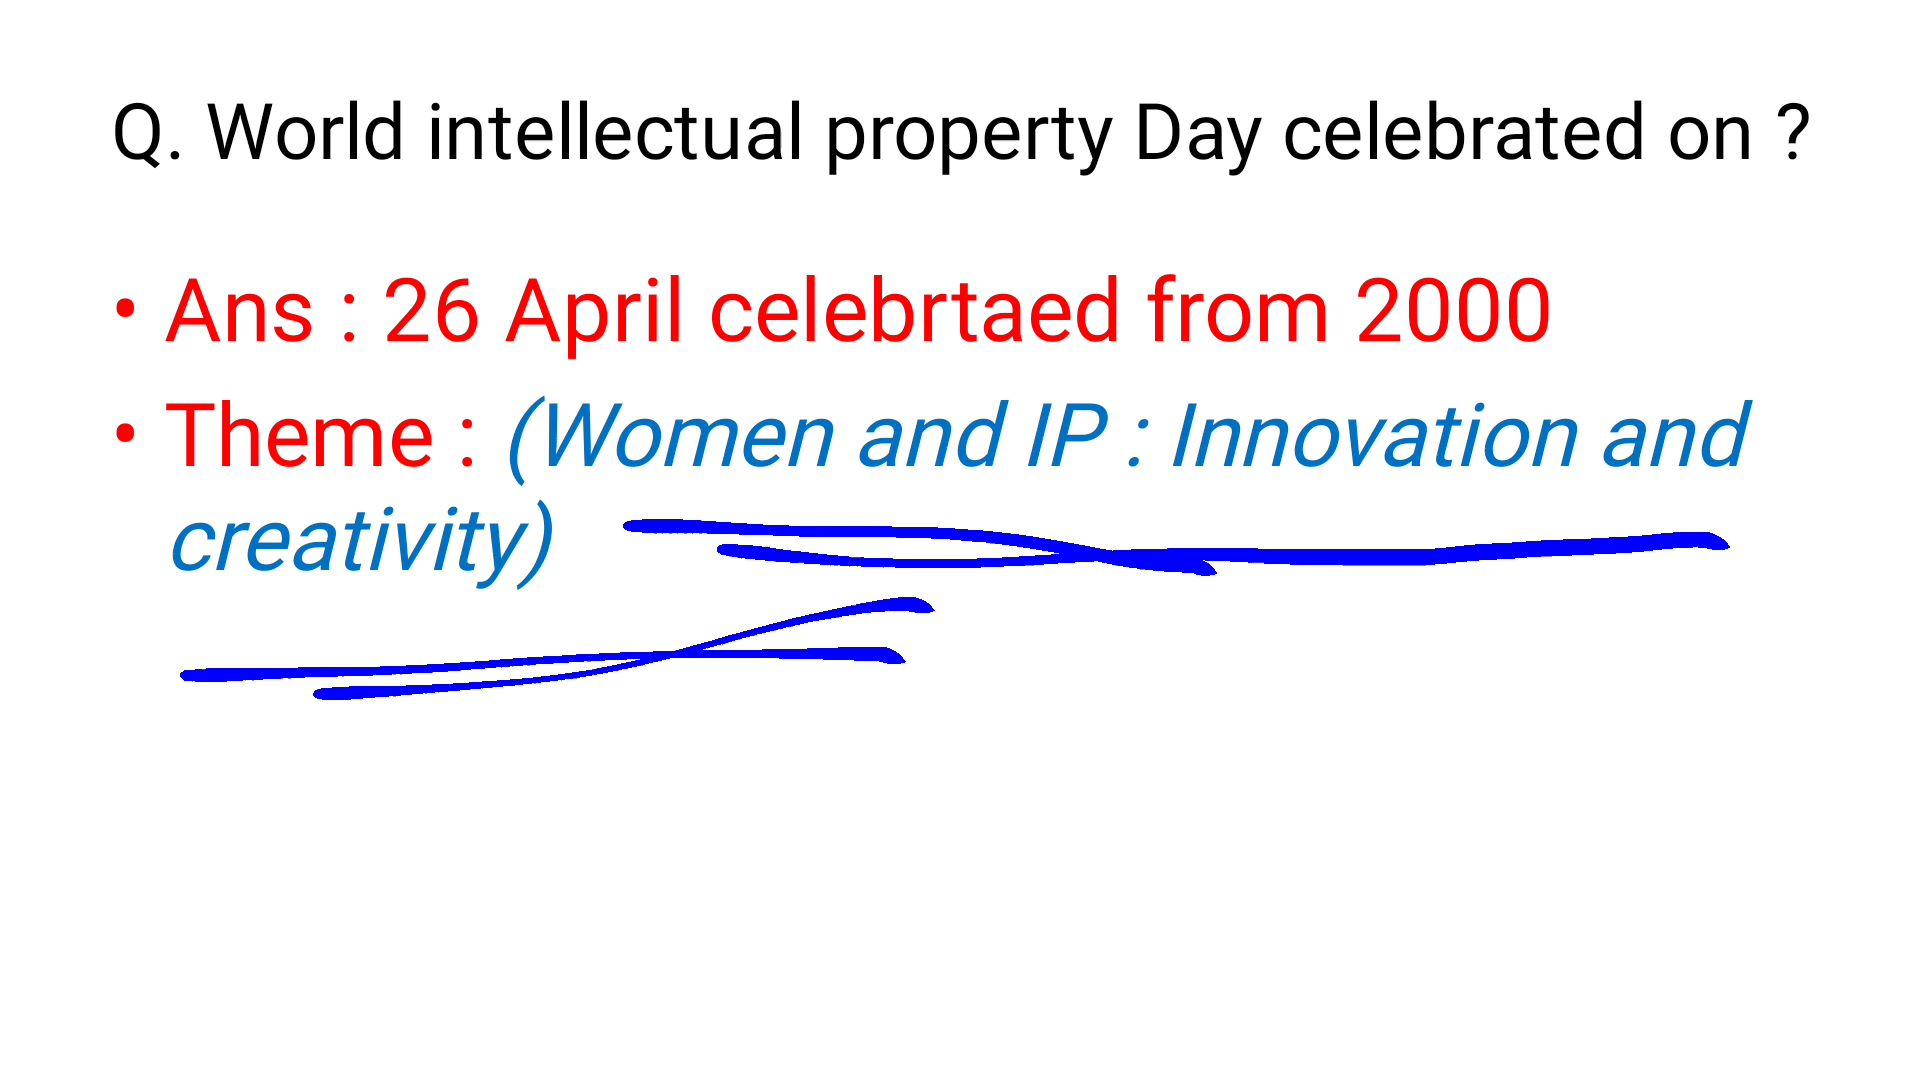 Q. World intellectual property Day celebrated on ?
• Ans : 26 April celebrtaed from 2000
• Theme : (Women and IP : Innovation and
creativity)